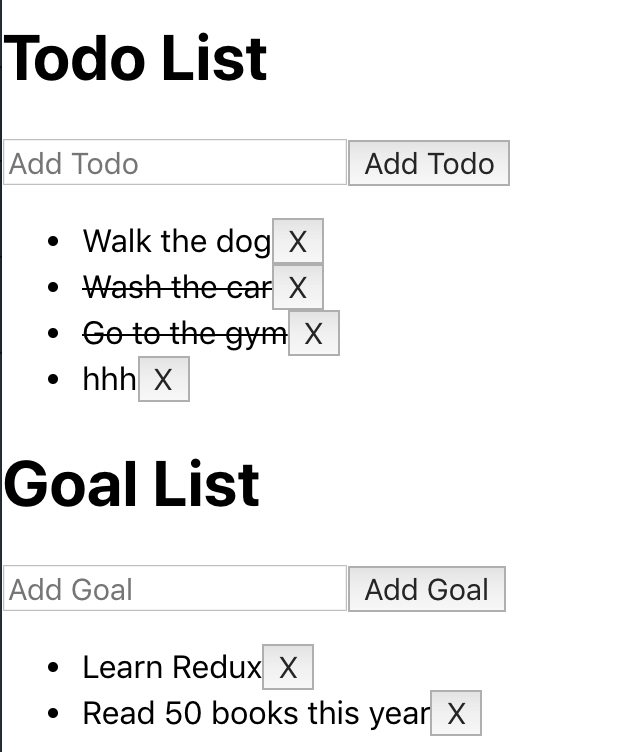 Todo List
Add Todo Add Todo
Walk the dog X
Wash the car X
Go to the gym X
hhh X
Goal List
Add Goal Add Goal
Learn Redux X
Read 50 books this year X